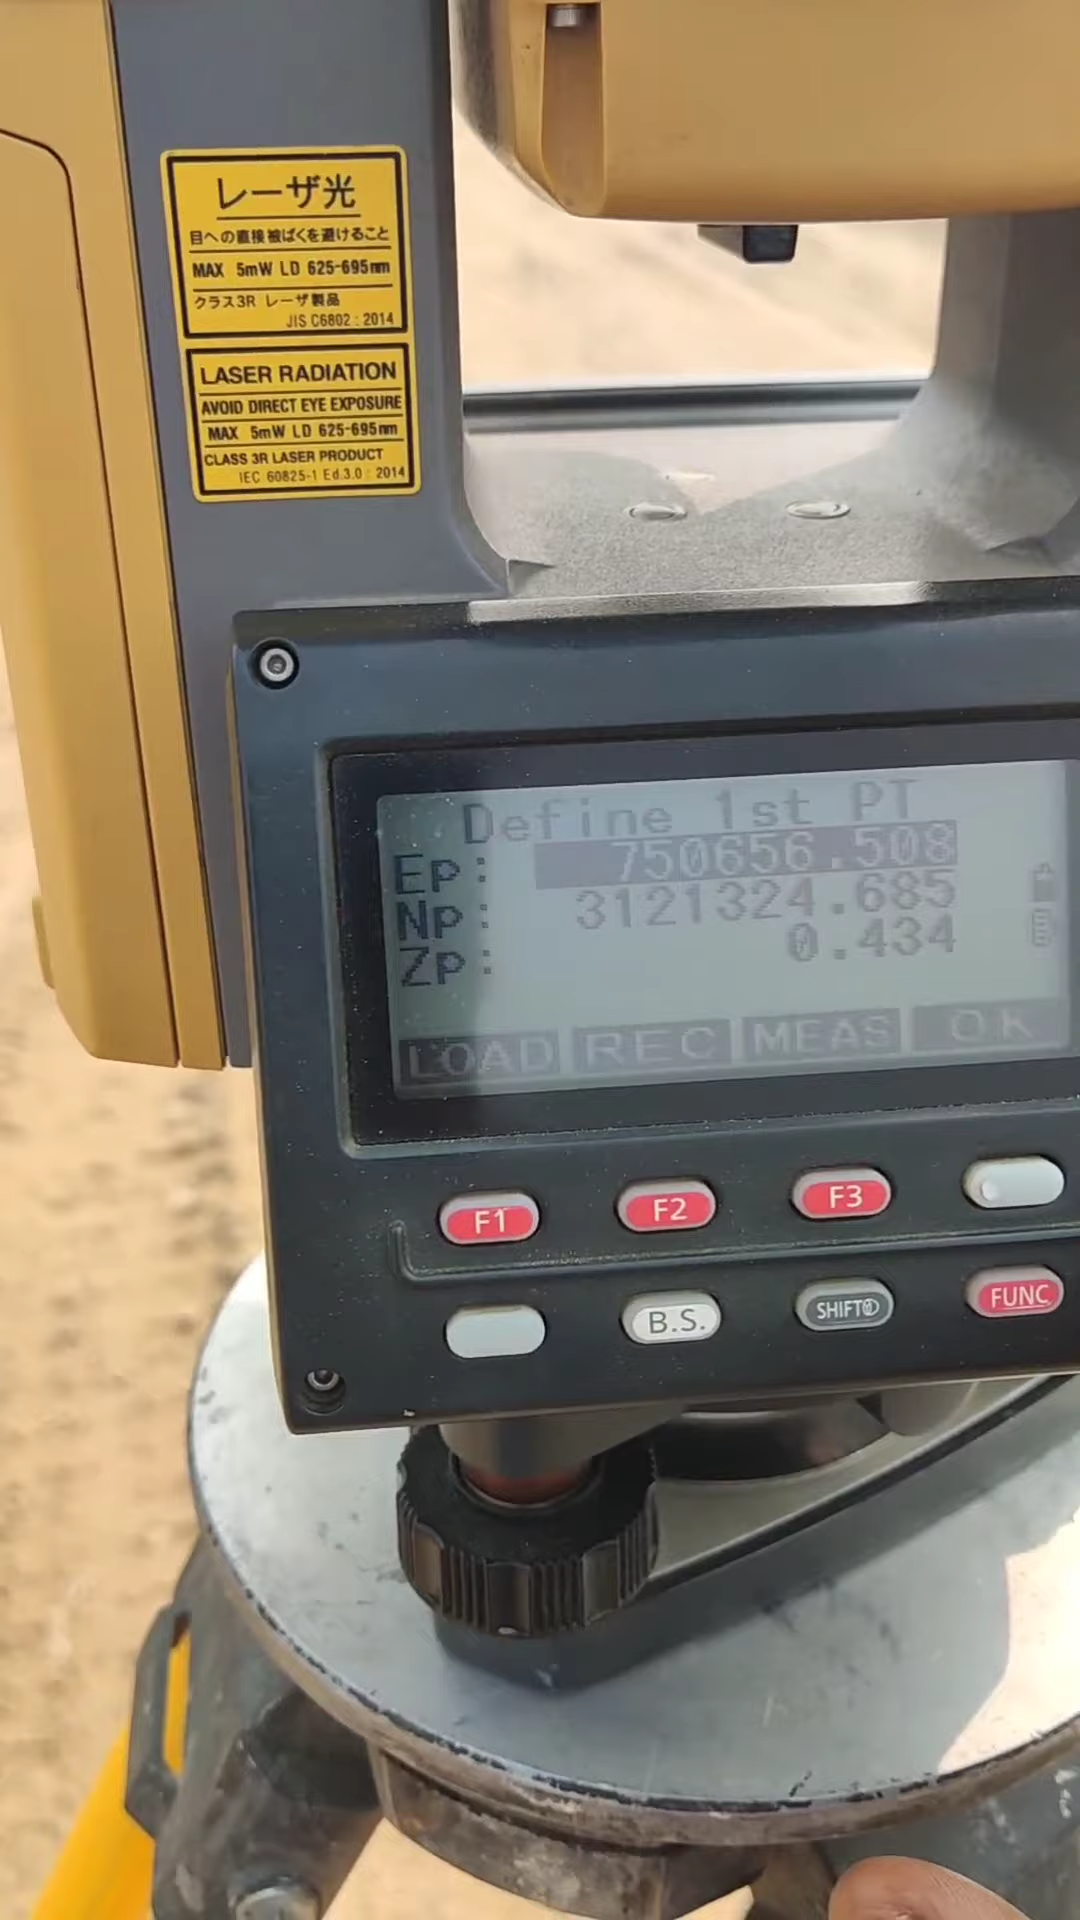 レーザ光
目への直接被ばくを避けること
MAX 5mW LD 625-695nm
クラス3R レーザ製品
JIS C6802 : 2014
LASER RADIATION
AVOID DIRECT EYE EXPOSURE
MAX 5mW LD 625-695nm
CLASS 3R LASER PRODUCT
IEC 60825-1 Ed.3.0 : 2014
Define 1st PT
Ep: 750656.508
Np: 3121324.685
Zp: 0.434
LOAD REC MEAS OK
F1 F2 F3
B.S. SHIFT FUNC